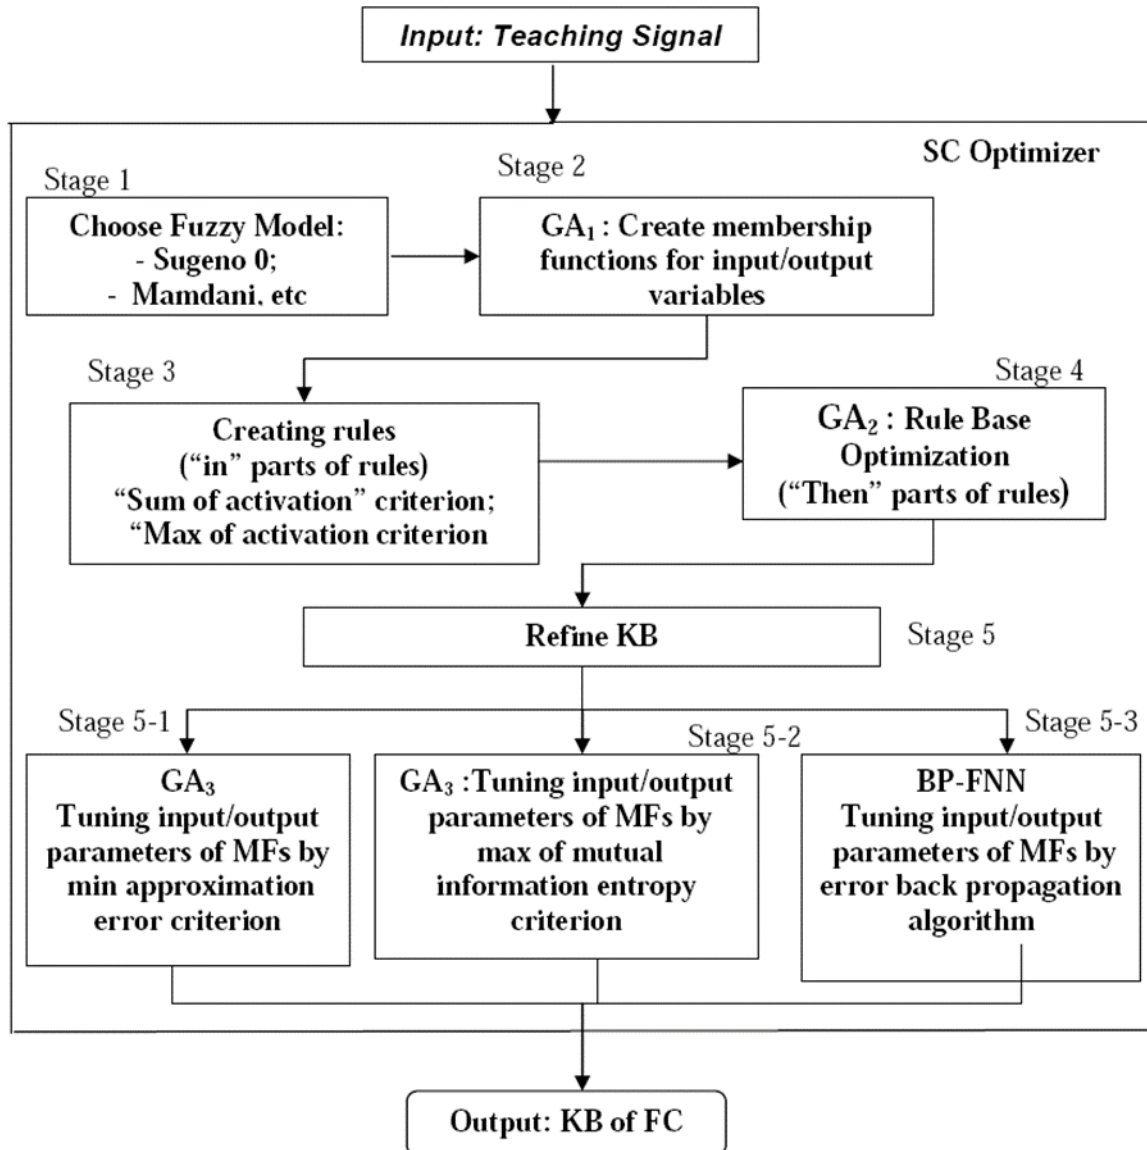 Input: Teaching Signal
SC Optimizer
Stage 1
Choose Fuzzy Model:
- Sugeno 0;
- Mamdani, etc
Stage 2
GA₁ : Create membership
functions for input/output
variables
Stage 3
Creating rules
(“in” parts of rules)
“Sum of activation” criterion;
“Max of activation criterion
Stage 4
GA₂ : Rule Base
Optimization
(“Then” parts of rules)
Refine KB
Stage 5
Stage 5-1
GA₃
Tuning input/output
parameters of MFs by
min approximation
error criterion
Stage 5-2
GA₃ :Tuning input/output
parameters of MFs by
max of mutual
information entropy
criterion
Stage 5-3
BP-FNN
Tuning input/output
parameters of MFs by
error back propagation
algorithm
Output: KB of FC